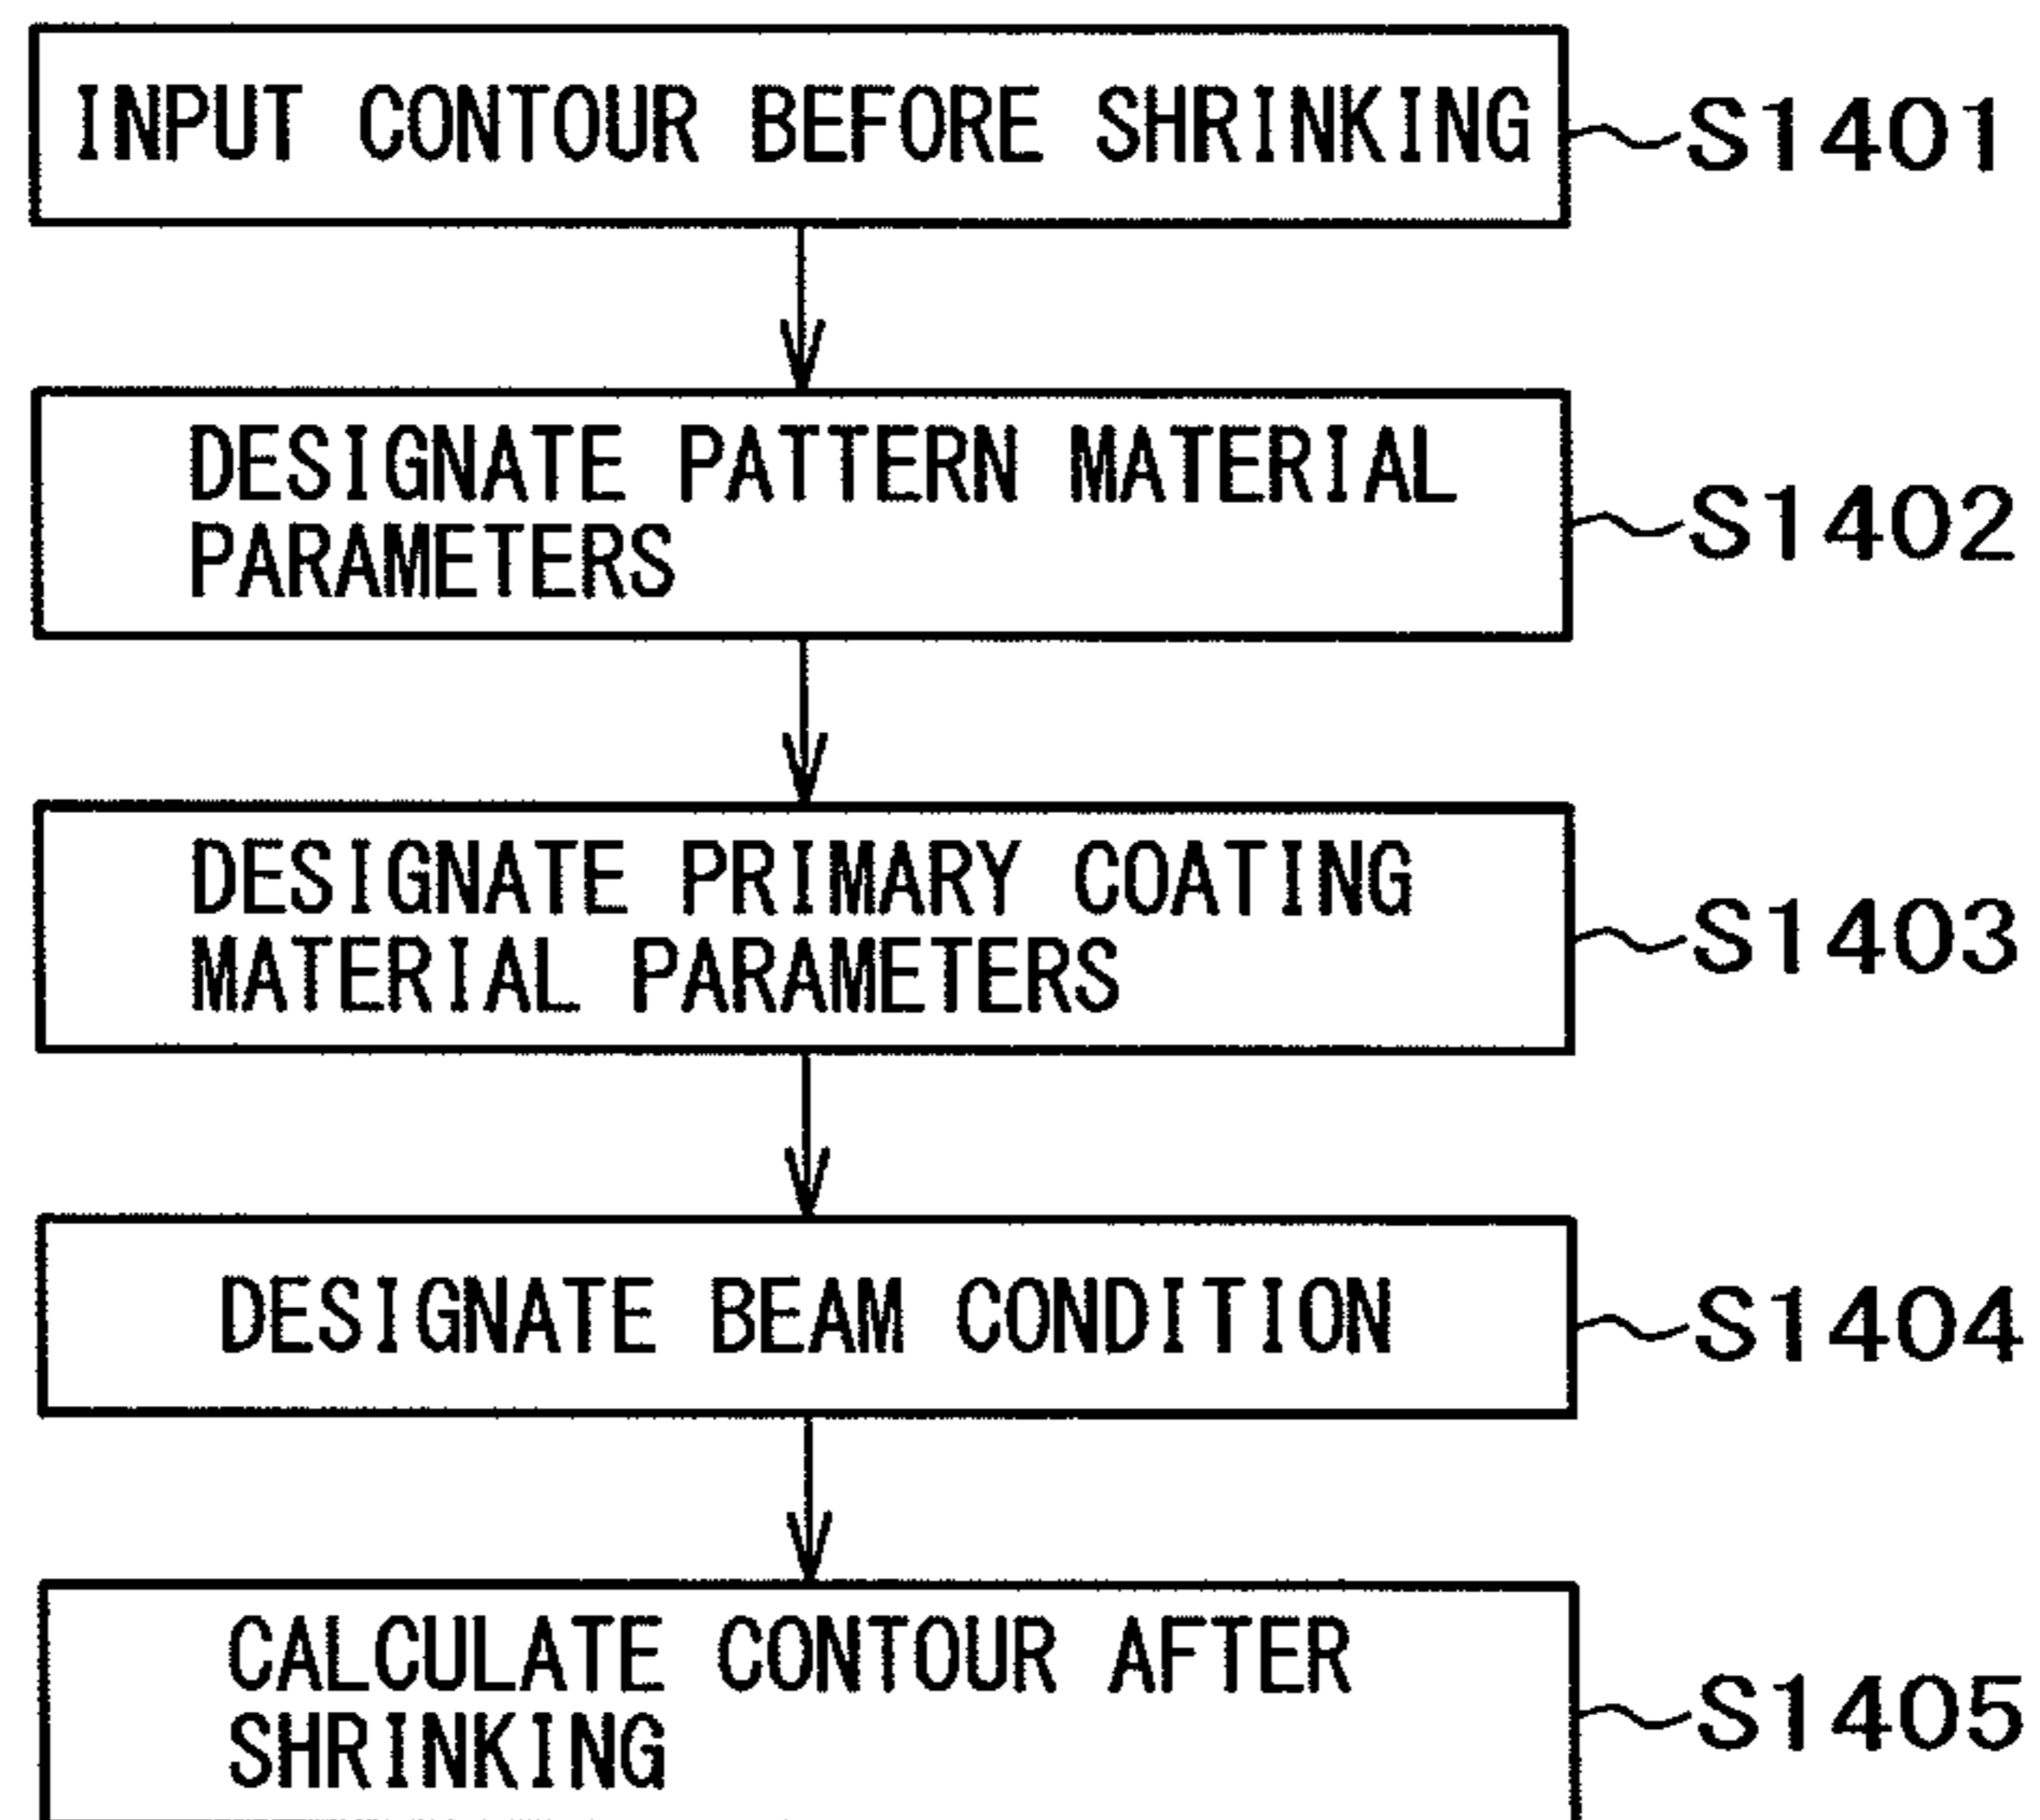 INPUT CONTOUR BEFORE SHRINKING
S1401
DESIGNATE PATTERN MATERIAL
PARAMETERS
S1402
DESIGNATE PRIMARY COATING
MATERIAL PARAMETERS
S1403
DESIGNATE BEAM CONDITION
S1404
CALCULATE CONTOUR AFTER
SHRINKING
S1405